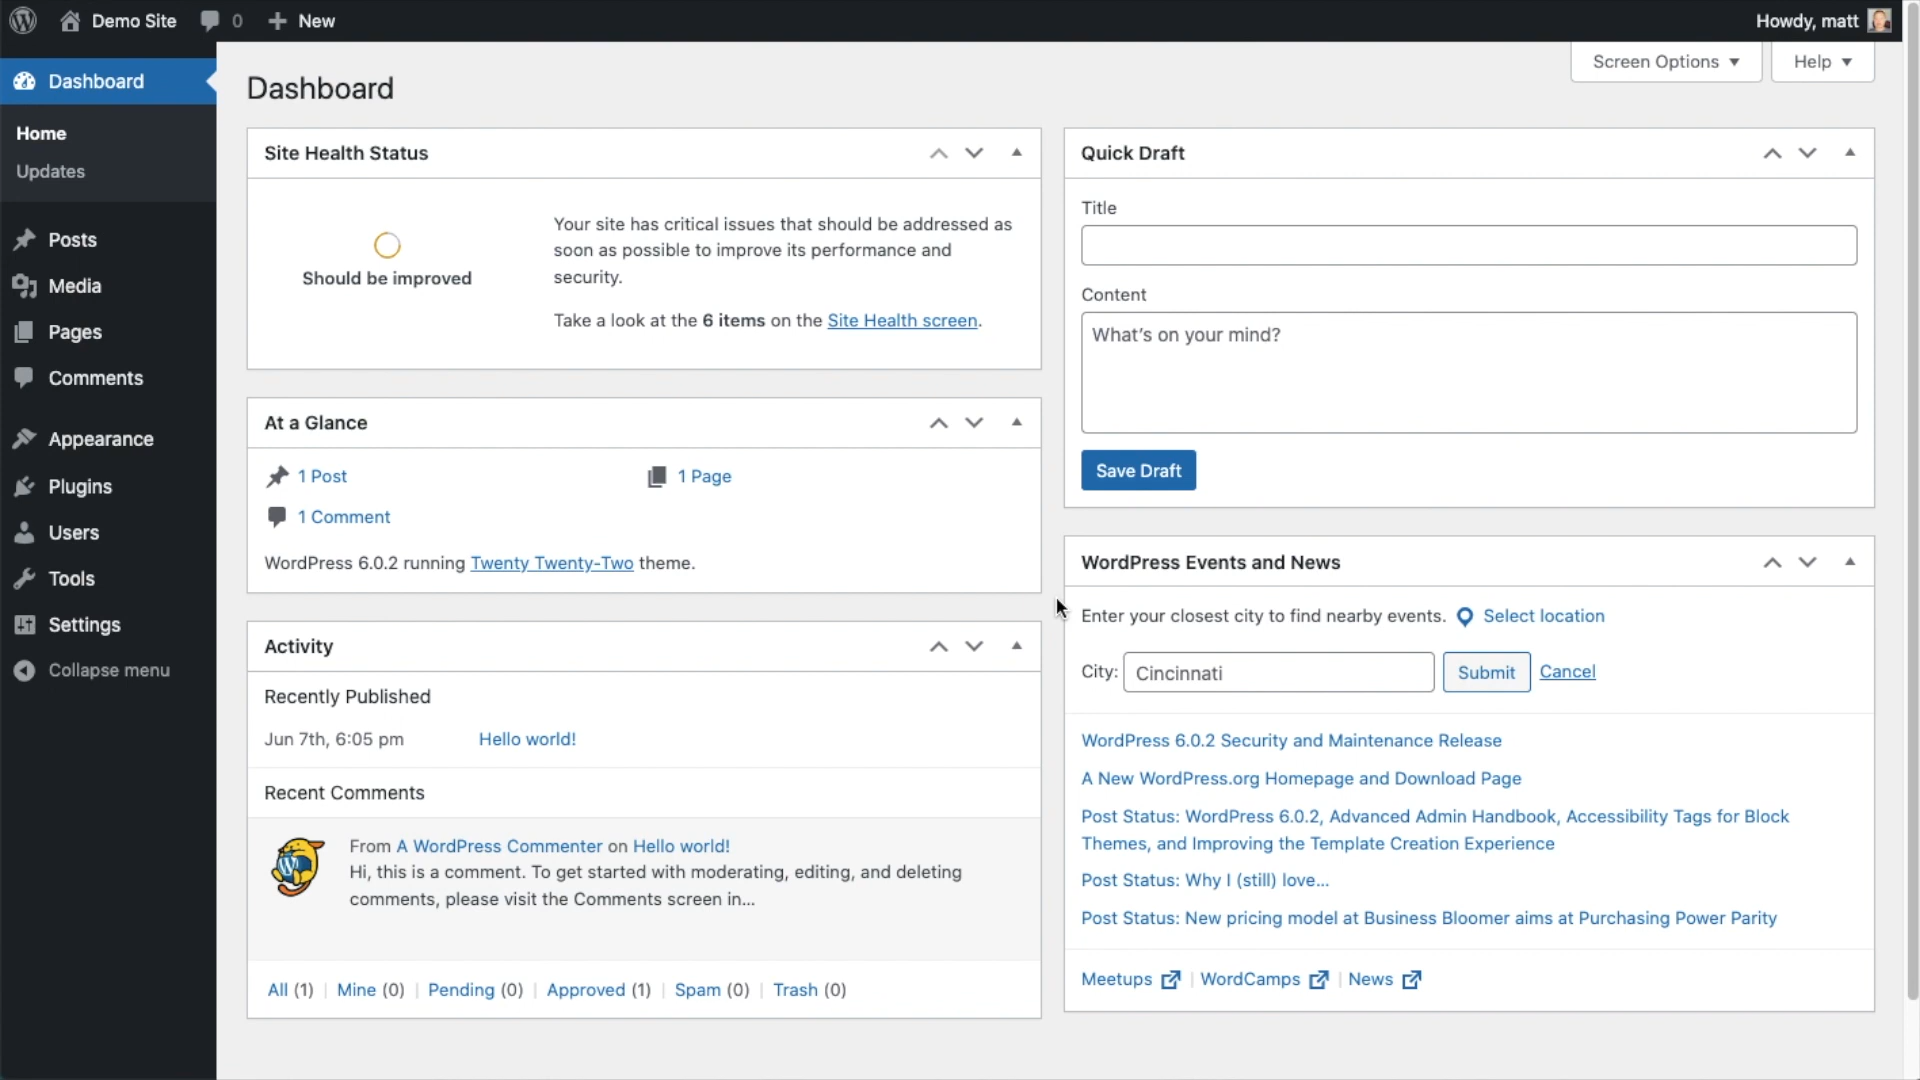 Demo Site
0
New
Howdy, matt
Dashboard
Home
Updates
Posts
Media
Pages
Comments
Appearance
Plugins
Users
Tools
Settings
Collapse menu
Screen Options
Help
Dashboard
Site Health Status
Should be improved
Your site has critical issues that should be addressed as
soon as possible to improve its performance and
security.
Take a look at the 6 items on the Site Health screen.
At a Glance
1 Post
1 Page
1 Comment
WordPress 6.0.2 running Twenty Twenty-Two theme.
Activity
Recently Published
Jun 7th, 6:05 pm
Hello world!
Recent Comments
From A WordPress Commenter on Hello world!
Hi, this is a comment. To get started with moderating, editing, and deleting
comments, please visit the Comments screen in...
All (1) | Mine (0) | Pending (0) | Approved (1) | Spam (0) | Trash (0)
Quick Draft
Title
Content
What's on your mind?
Save Draft
WordPress Events and News
Enter your closest city to find nearby events. Select location
City: Cincinnati Submit Cancel
WordPress 6.0.2 Security and Maintenance Release
A New WordPress.org Homepage and Download Page
Post Status: WordPress 6.0.2, Advanced Admin Handbook, Accessibility Tags for Block
Themes, and Improving the Template Creation Experience
Post Status: Why I (still) love...
Post Status: New pricing model at Business Bloomer aims at Purchasing Power Parity
Meetups | WordCamps | News